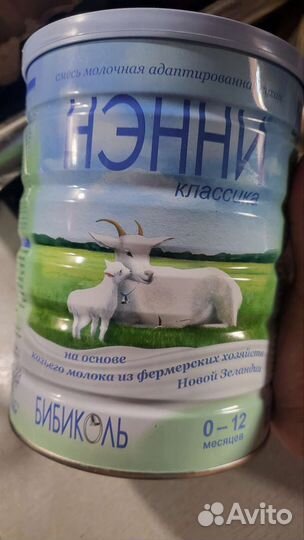 смесь молочная адаптированная сухая
НЭННИ
классика
на основе
козьего молока из фермерских хозяйств
Новой Зеландии
БИБИКОЛЬ
0–12
месяцев
Avito